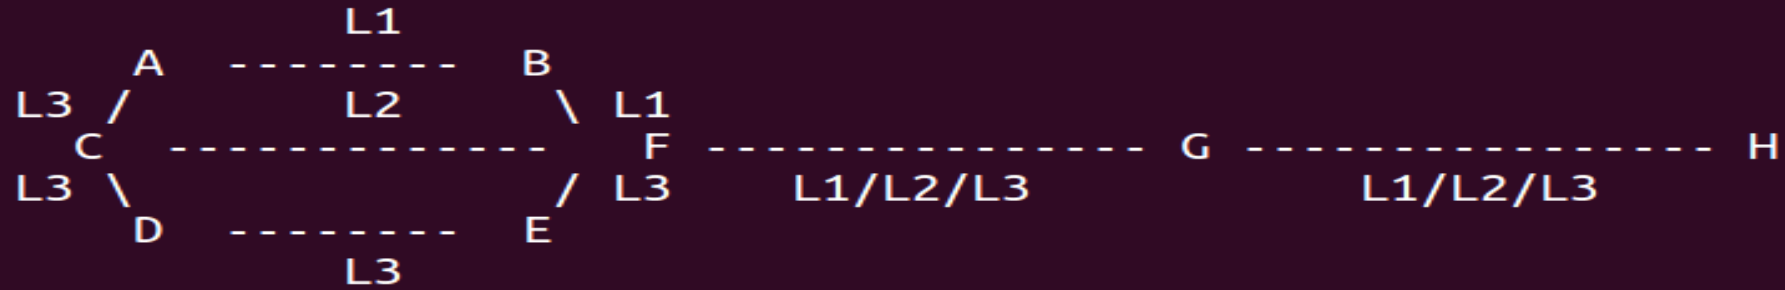 L1
A -------- B
L3 / L2 \ L1
C ------------- F --------------- G ---------------- H
L3 \ / L3 L1/L2/L3 L1/L2/L3
D -------- E
L3